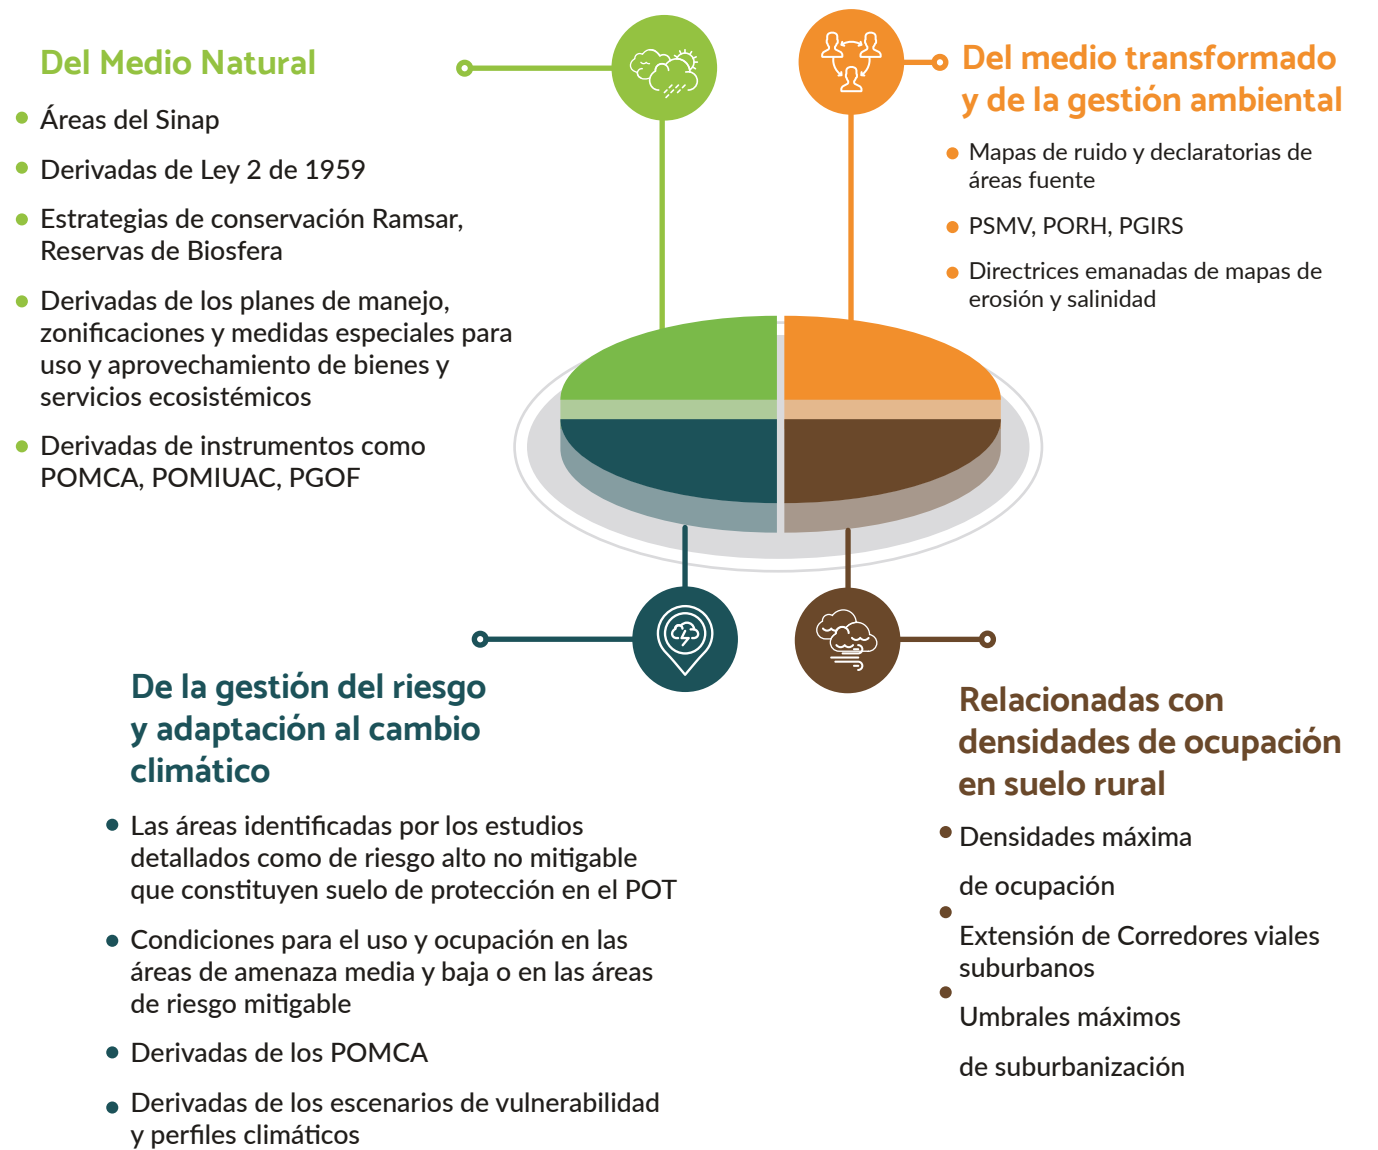 Del Medio Natural
Áreas del Sinap
Derivadas de Ley 2 de 1959
Estrategias de conservación Ramsar,
Reservas de Biosfera
Derivadas de los planes de manejo,
zonificaciones y medidas especiales para
uso y aprovechamiento de bienes y
servicios ecosistémicos
Derivadas de instrumentos como
POMCA, POMIUAC, PGOF
Del medio transformado
y de la gestión ambiental
Mapas de ruido y declaratorias de
áreas fuente
PSMV, PORH, PGIRS
Directrices emanadas de mapas de
erosión y salinidad
De la gestión del riesgo
y adaptación al cambio
climático
Las áreas identificadas por los estudios
detallados como de riesgo alto no mitigable
que constituyen suelo de protección en el POT
Condiciones para el uso y ocupación en las
áreas de amenaza media y baja o en las áreas
de riesgo mitigable
Derivadas de los POMCA
Derivadas de los escenarios de vulnerabilidad
y perfiles climáticos
Relacionadas con
densidades de ocupación
en suelo rural
Densidades máxima
de ocupación
Extensión de Corredores viales
suburbanos
Umbrales máximos
de suburbanización